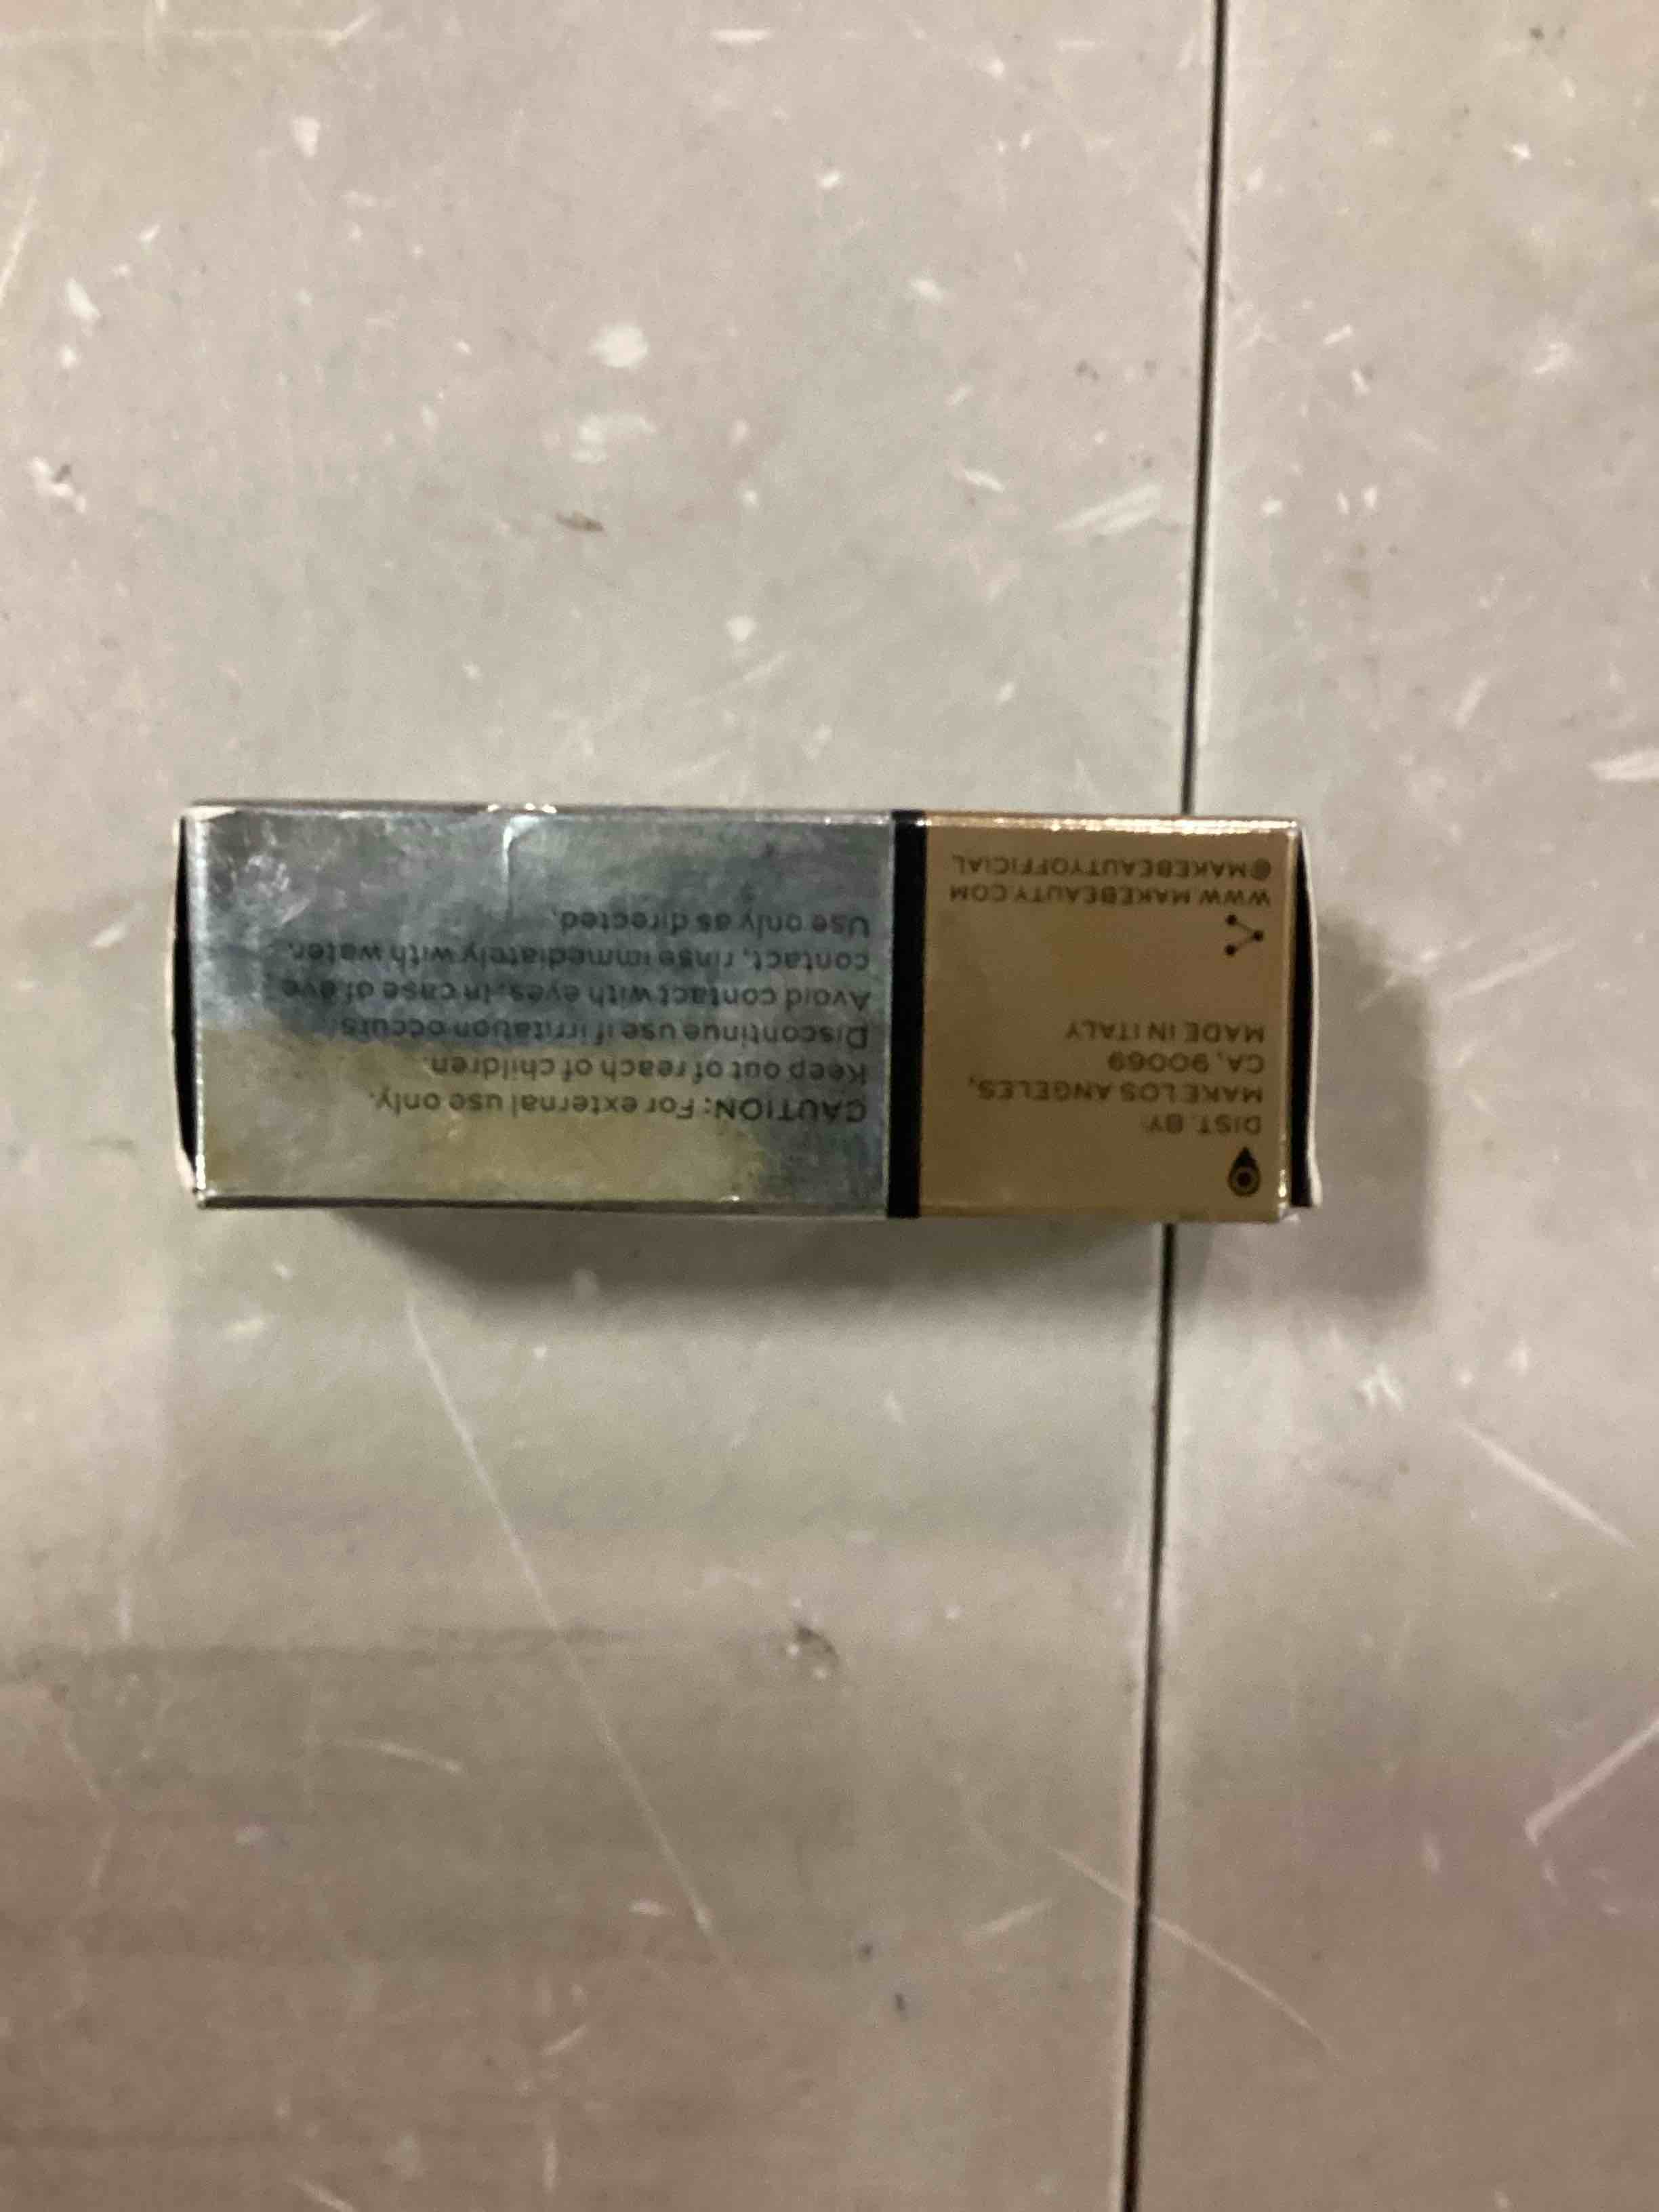 DIST. BY
MAKE LOS ANGELES,
CA, 90069
MADE IN ITALY
WWW.MAKEBEAUTY.COM
@MAKEBEAUTYOFFICIAL
CAUTION: For external use only.
Keep out of reach of children.
Discontinue use if irritation occurs.
Avoid contact with eyes. In case of eye
contact, rinse immediately with water.
Use only as directed.